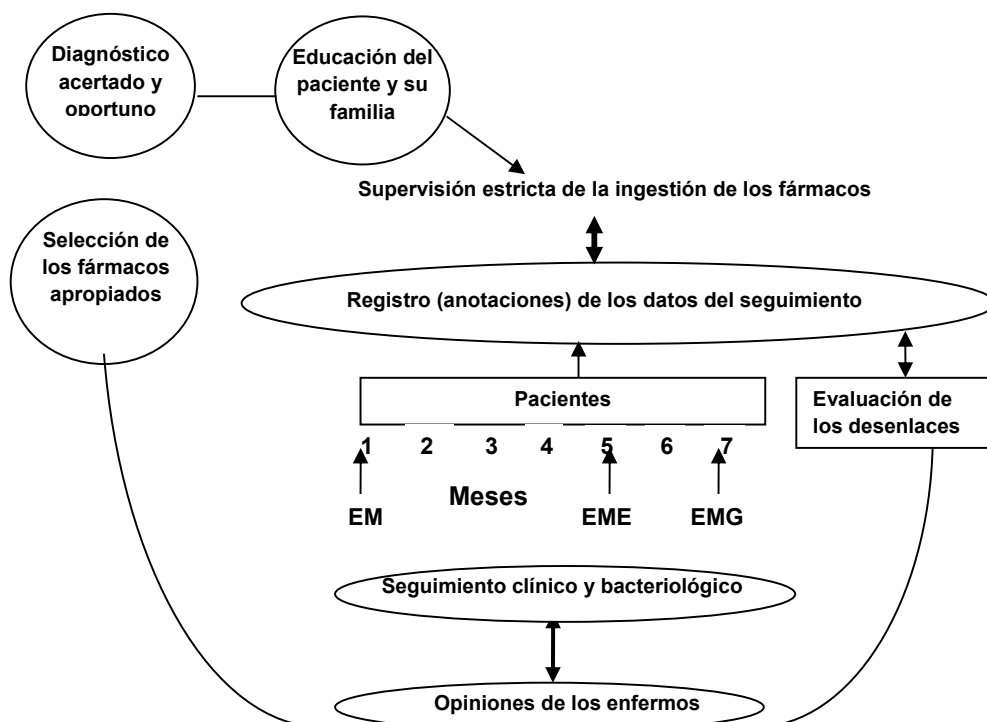 Diagnóstico
acertado y
oportuno
Educación del
paciente y su
familia
Supervisión estricta de la ingestión de los fármacos
Selección de
los fármacos
apropiados
Registro (anotaciones) de los datos del seguimiento
Pacientes
Evaluación de
los desenlaces
1 2 3 4 5 6 7
Meses
EM EME EMG
Seguimiento clínico y bacteriológico
Opiniones de los enfermos